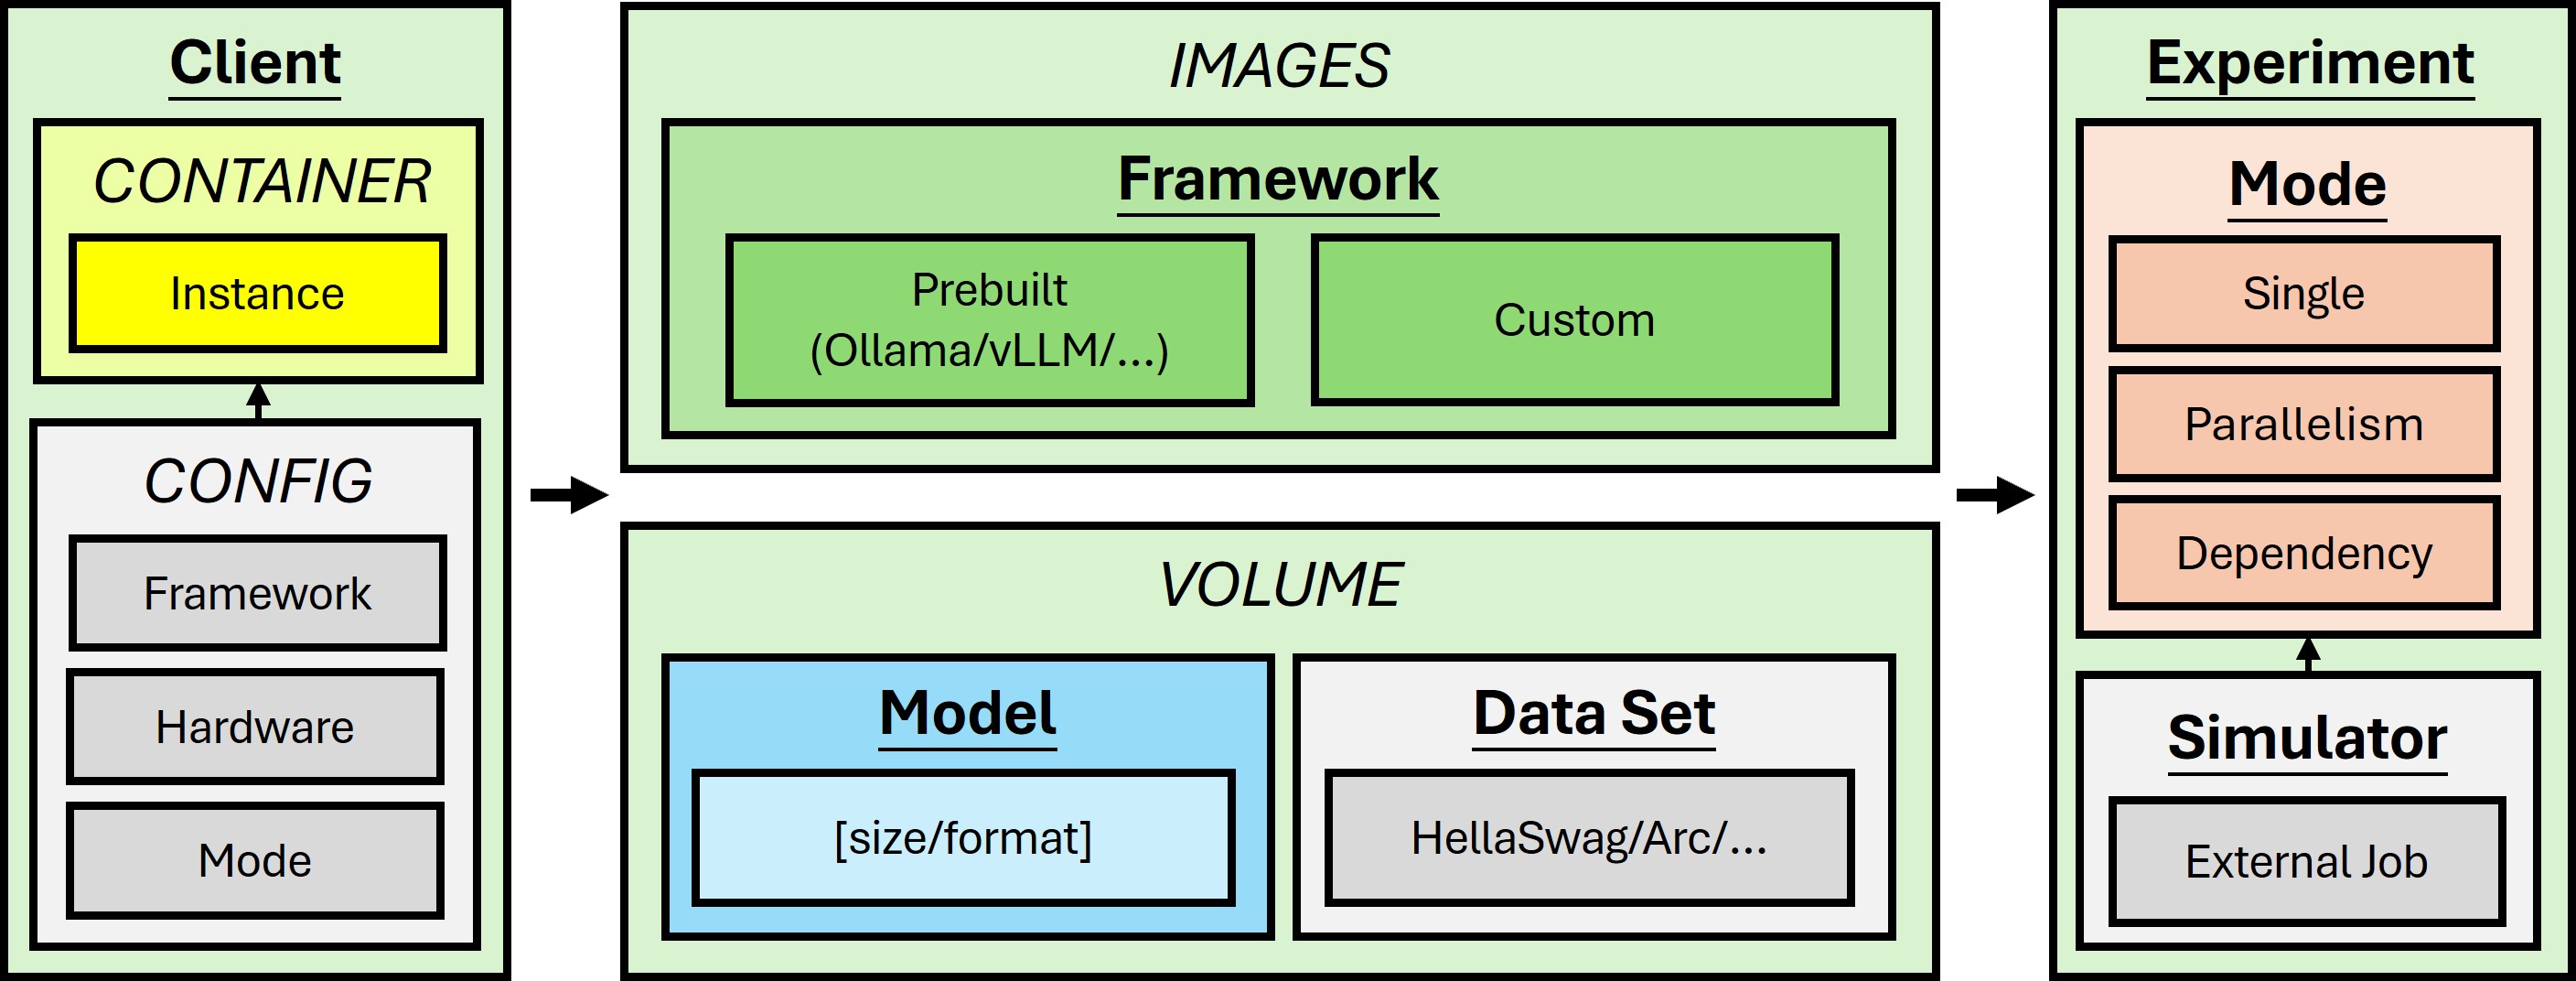 Client
CONTAINER
Instance
CONFIG
Framework
Hardware
Mode
IMAGES
Framework
Prebuilt
(Ollama/vLLM/...)
Custom
VOLUME
Model
[size/format]
Data Set
HellaSwag/Arc/...
Experiment
Mode
Single
Parallelism
Dependency
Simulator
External Job